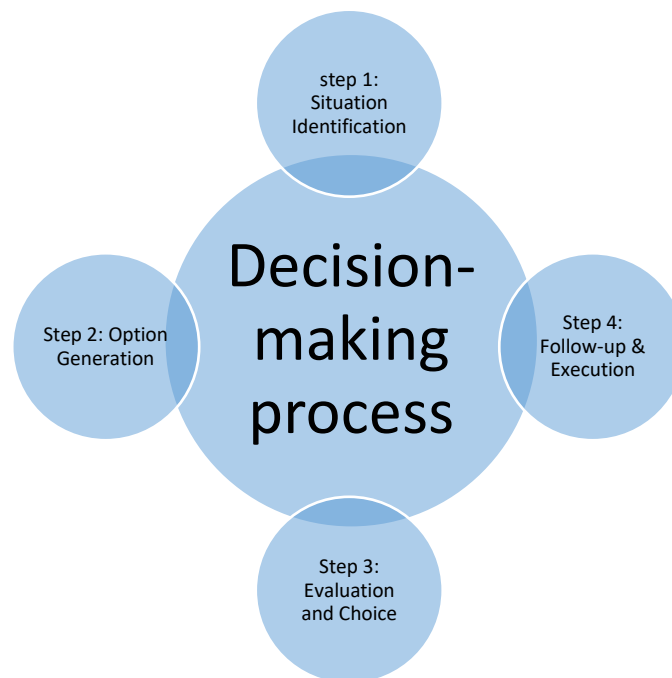 step 1:
Situation
Identification
Decision-
making
process
Step 2: Option
Generation
Step 4:
Follow-up &
Execution
Step 3:
Evaluation
and Choice